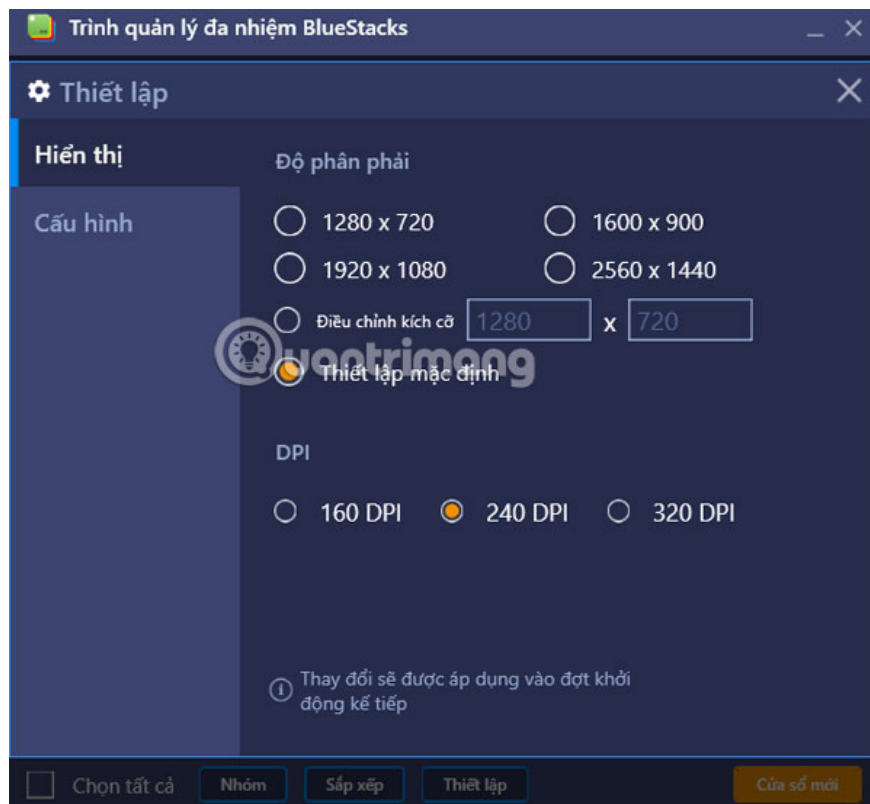 Trình quản lý đa nhiệm BlueStacks
Thiết lập
Hiển thị
Cấu hình
Độ phân phải
1280 x 720
1600 x 900
1920 x 1080
2560 x 1440
Điều chỉnh kích cỡ 1280 x 720
Quantrimang
Thiết lập mặc định
DPI
160 DPI 240 DPI 320 DPI
Thay đổi sẽ được áp dụng vào đợt khởi
động kế tiếp
Chọn tất cả Nhóm Sắp xếp Thiết lập Cửa sổ mới